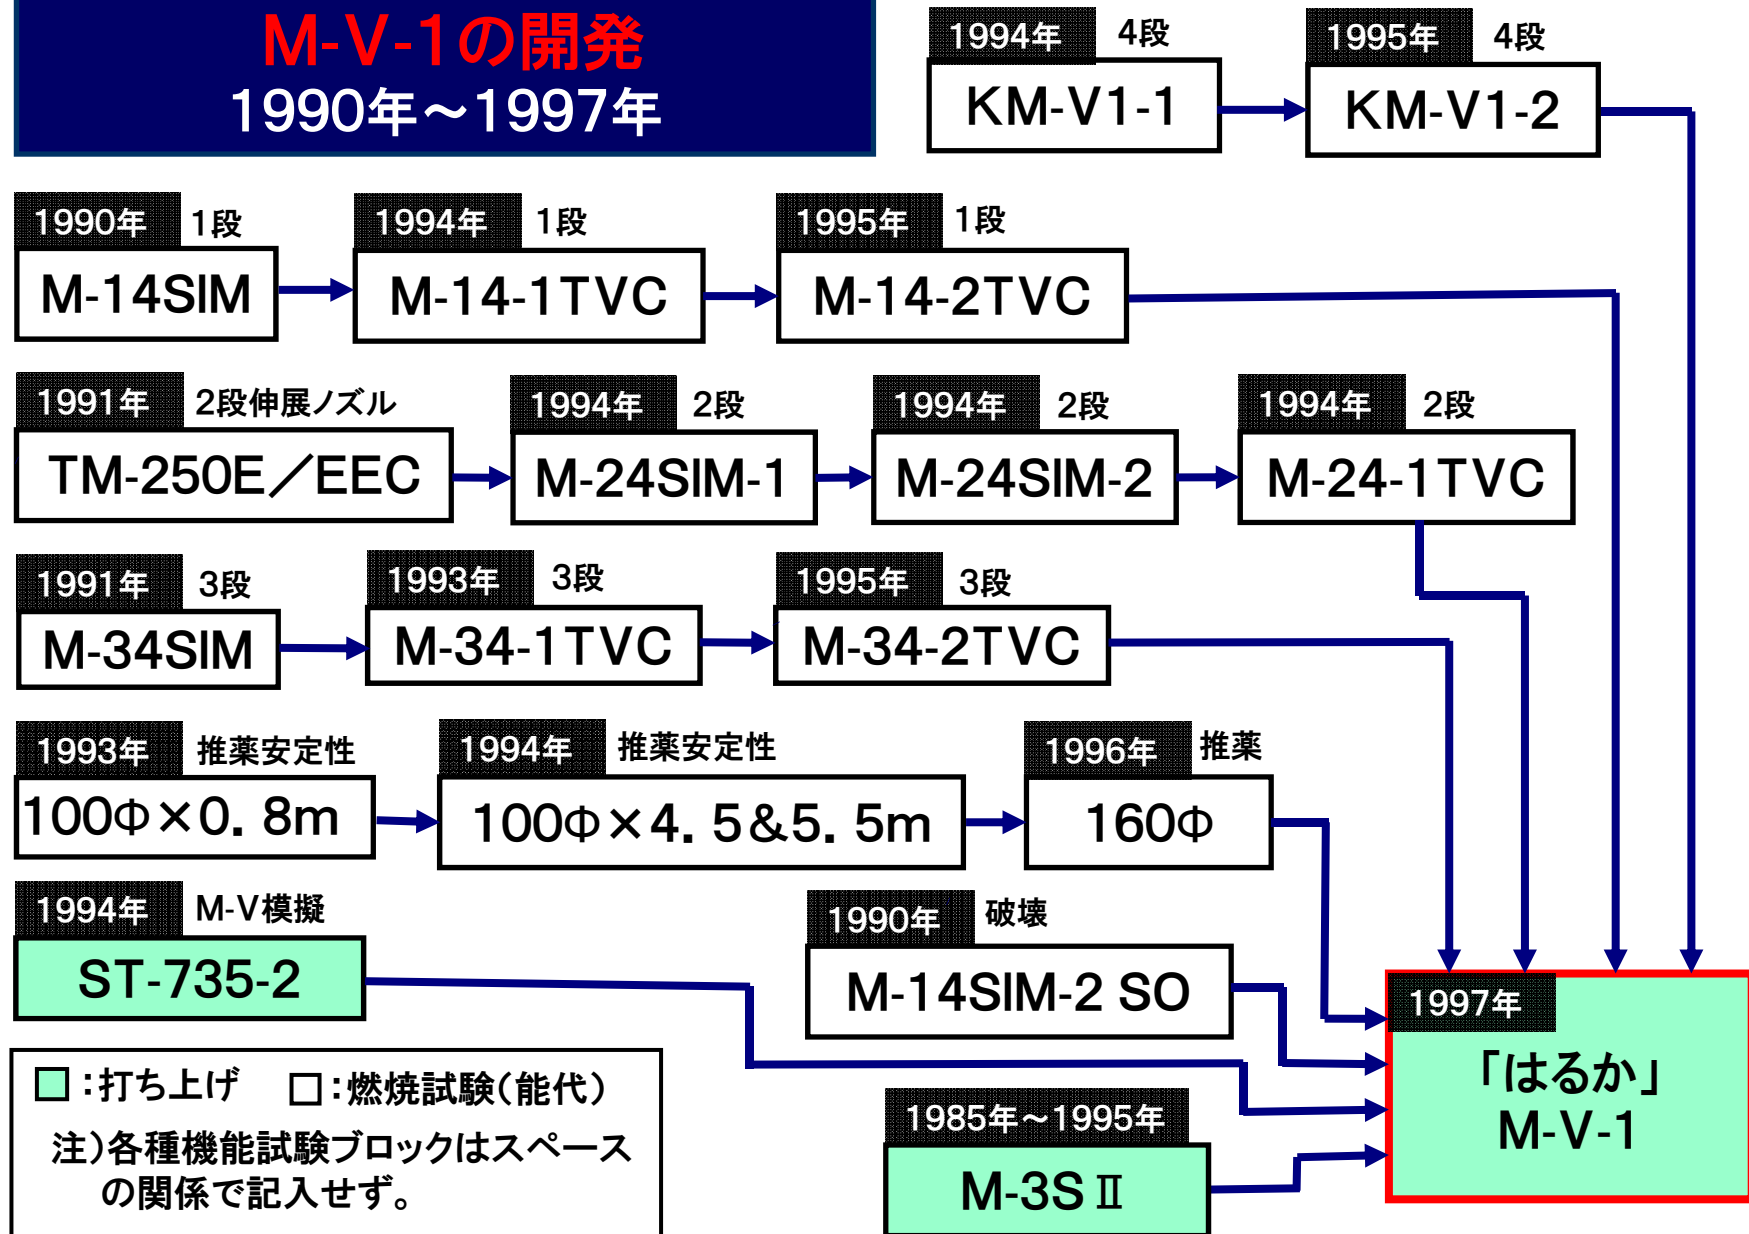 M-V-1の開発
1990年～1997年
1994年 4段
KM-V1-1
1995年 4段
KM-V1-2
1990年 1段
M-14SIM
1994年 1段
M-14-1TVC
1995年 1段
M-14-2TVC
1991年 2段伸展ノズル
TM-250E／EEC
1994年 2段
M-24SIM-1
1994年 2段
M-24SIM-2
1994年 2段
M-24-1TVC
1991年 3段
M-34SIM
1993年 3段
M-34-1TVC
1995年 3段
M-34-2TVC
1993年 推薬安定性
100Φ×0．8m
1994年 推薬安定性
100Φ×4．5&5．5m
1996年 推薬
160Φ
1994年 M-V模擬
ST-735-2
1990年 破壊
M-14SIM-2 SO
1985年～1995年
M-3SⅡ
1997年
「はるか」
M-V-1
：打ち上げ ：燃焼試験（能代）
注）各種機能試験ブロックはスペース
の関係で記入せず。